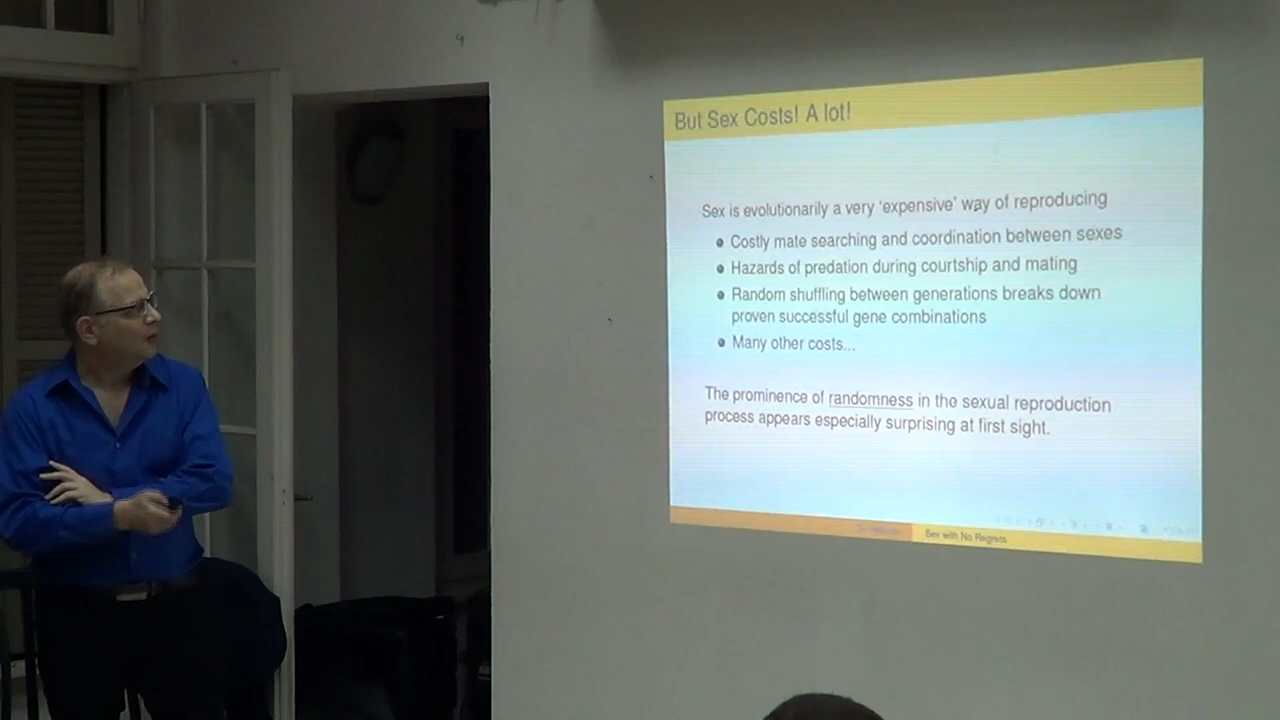 But Sex Costs! A lot!
Sex is evolutionarily a very 'expensive' way of reproducing
Costly mate searching and coordination between sexes
Hazards of predation during courtship and mating
Random shuffling between generations breaks down
proven successful gene combinations
Many other costs...
The prominence of randomness in the sexual reproduction
process appears especially surprising at first sight.
Sex with No Regrets